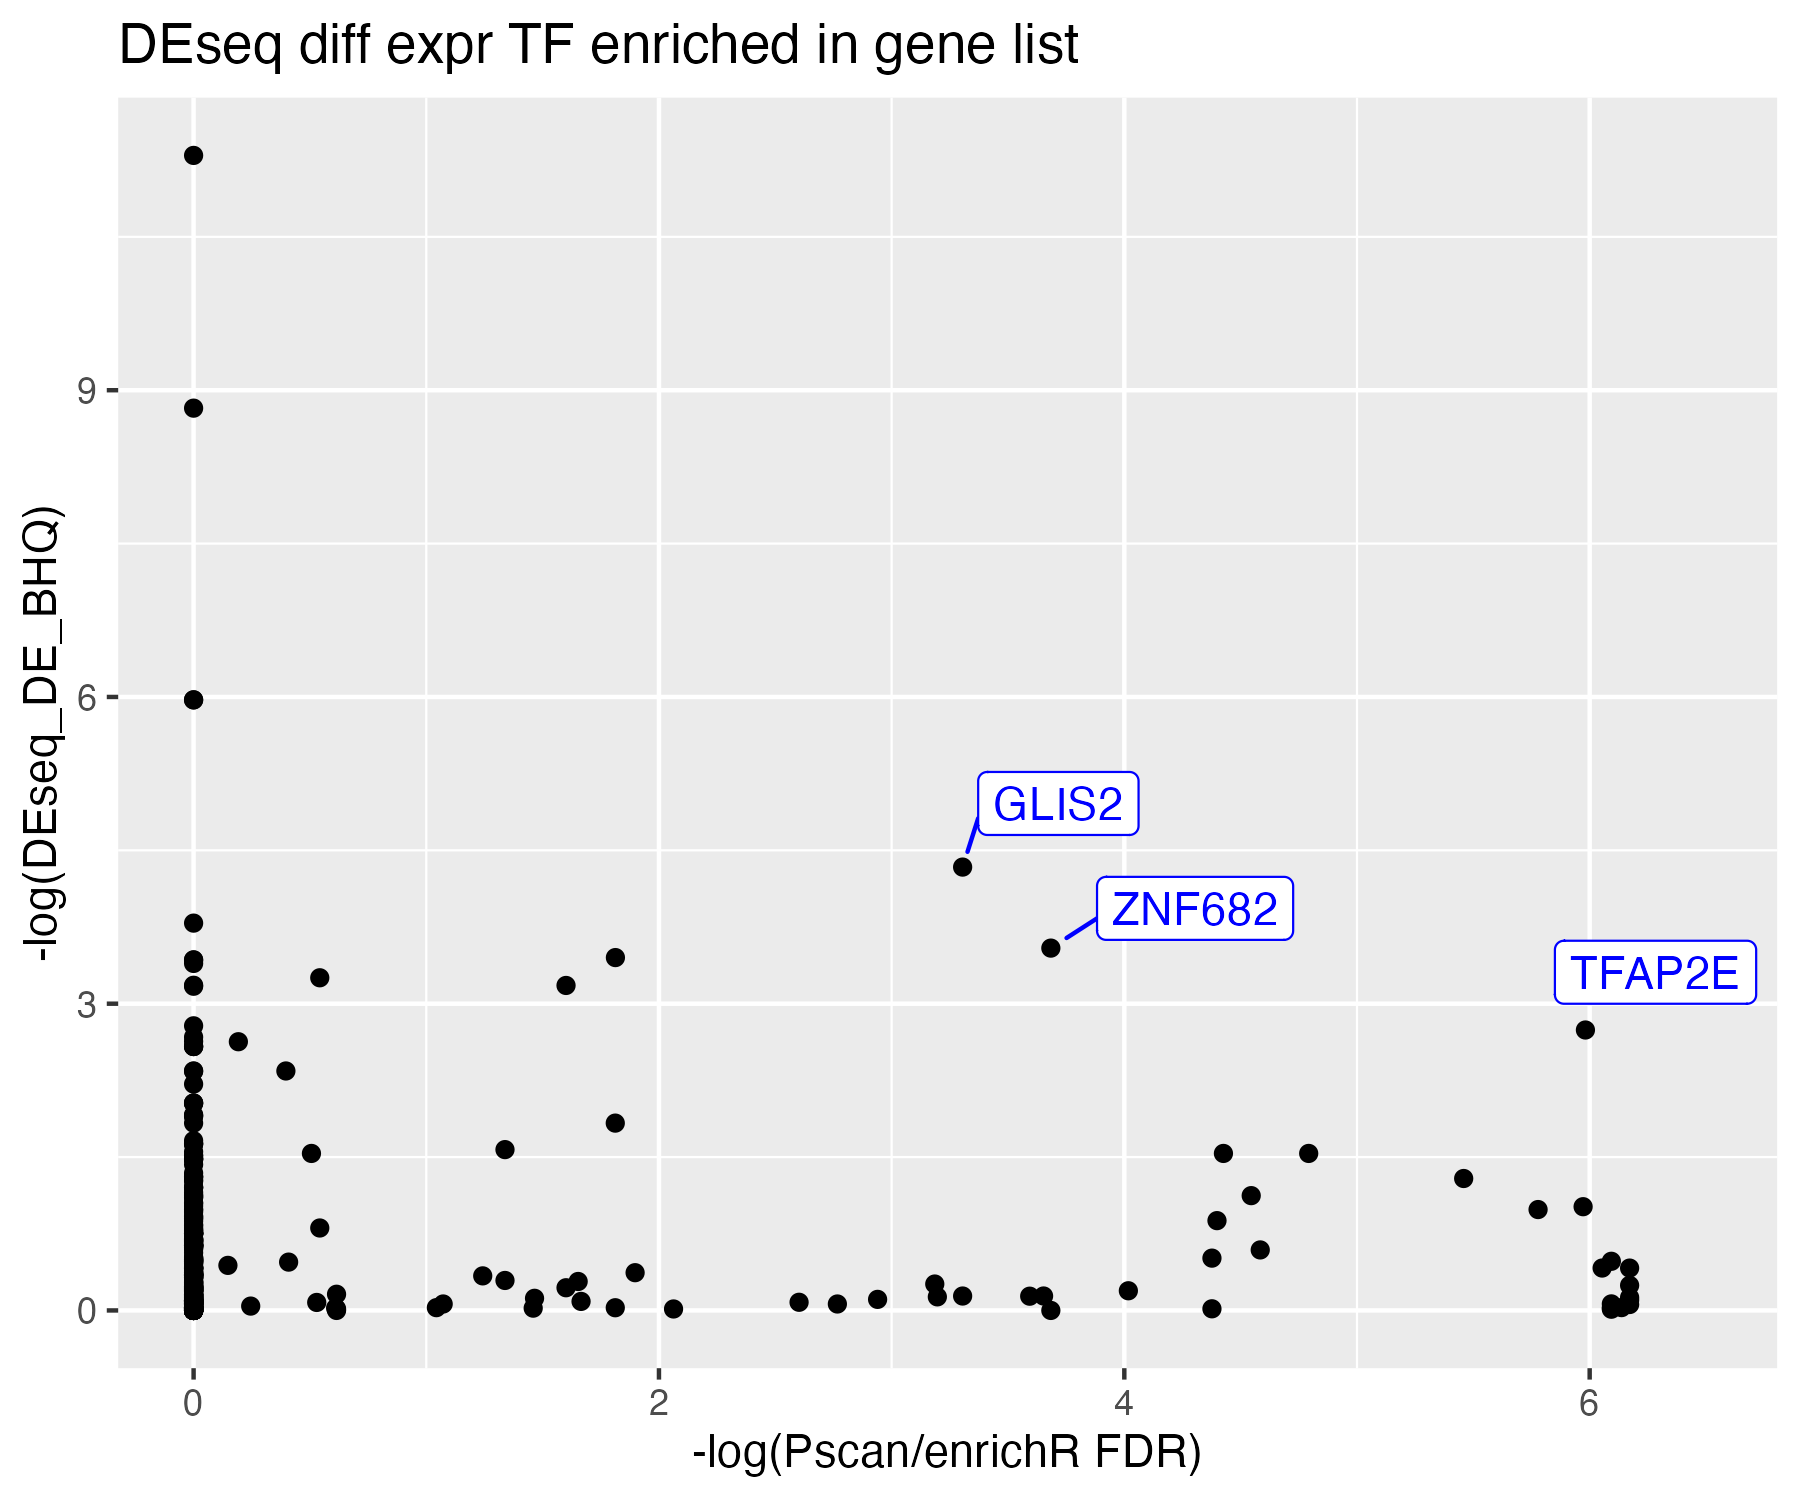 DEseq diff expr TF enriched in gene list
-log(DEseq_DE_BHQ)
9
6
3
0
GLIS2
ZNF682
TFAP2E
0 2 4 6
-log(Pscan/enrichR FDR)